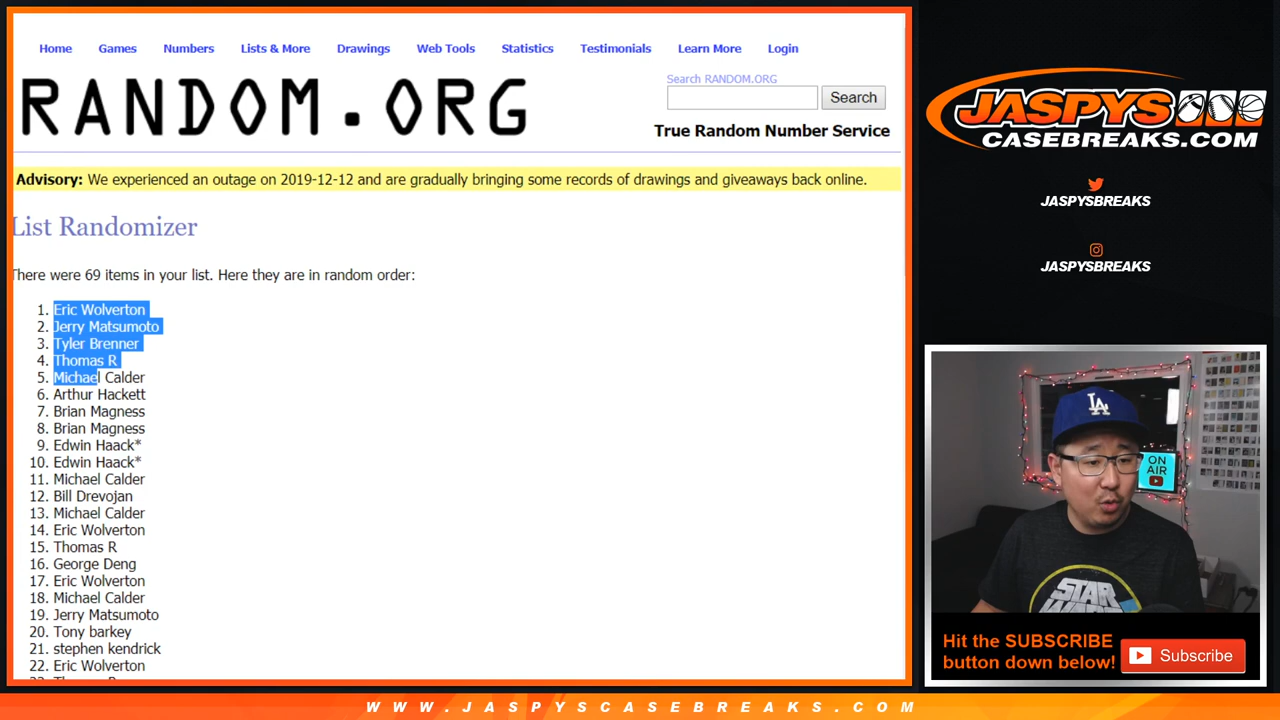 Home Games Numbers Lists & More Drawings Web Tools Statistics Testimonials Learn More Login
RANDOM.ORG
Search RANDOM.ORG
Search
True Random Number Service
Advisory: We experienced an outage on 2019-12-12 and are gradually bringing some records of drawings and giveaways back online.
List Randomizer
There were 69 items in your list. Here they are in random order:
1. Eric Wolverton
2. Jerry Matsumoto
3. Tyler Brenner
4. Thomas R
5. Michael Calder
6. Arthur Hackett
7. Brian Magness
8. Brian Magness
9. Edwin Haack*
10. Edwin Haack*
11. Michael Calder
12. Bill Drevojan
13. Michael Calder
14. Eric Wolverton
15. Thomas R
16. George Deng
17. Eric Wolverton
18. Michael Calder
19. Jerry Matsumoto
20. Tony barkey
21. stephen kendrick
22. Eric Wolverton
JASPYS
CASEBREAKS.COM
JASPYSBREAKS
JASPYSBREAKS
LA
ON
AIR
STAR
Hit the SUBSCRIBE
button down below!
Subscribe
WWW.JASPYSCASEBREAKS.COM